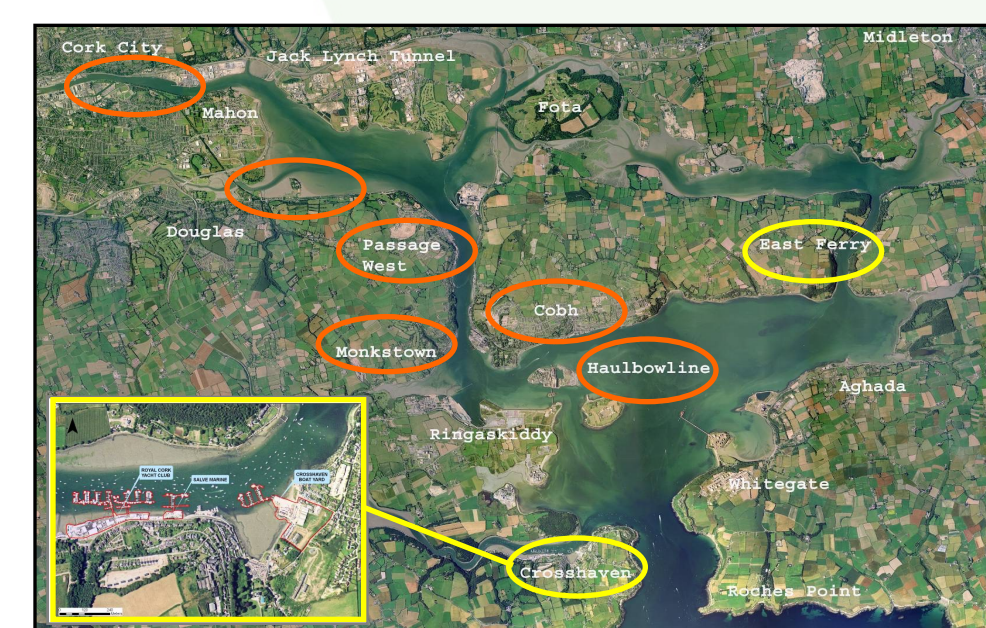 Cork City
Jack Lynch Tunnel
Midleton
Mahon
Fota
Douglas
Passage
West
East Ferry
Cobh
Monkstown
Haulbowline
Aghada
Ringaskiddy
Whitegate
ROYAL CORK
YACHT CLUB
SALVE MARINE
CROSSHAVEN
BOAT YARD
Crosshaven
Roches Point